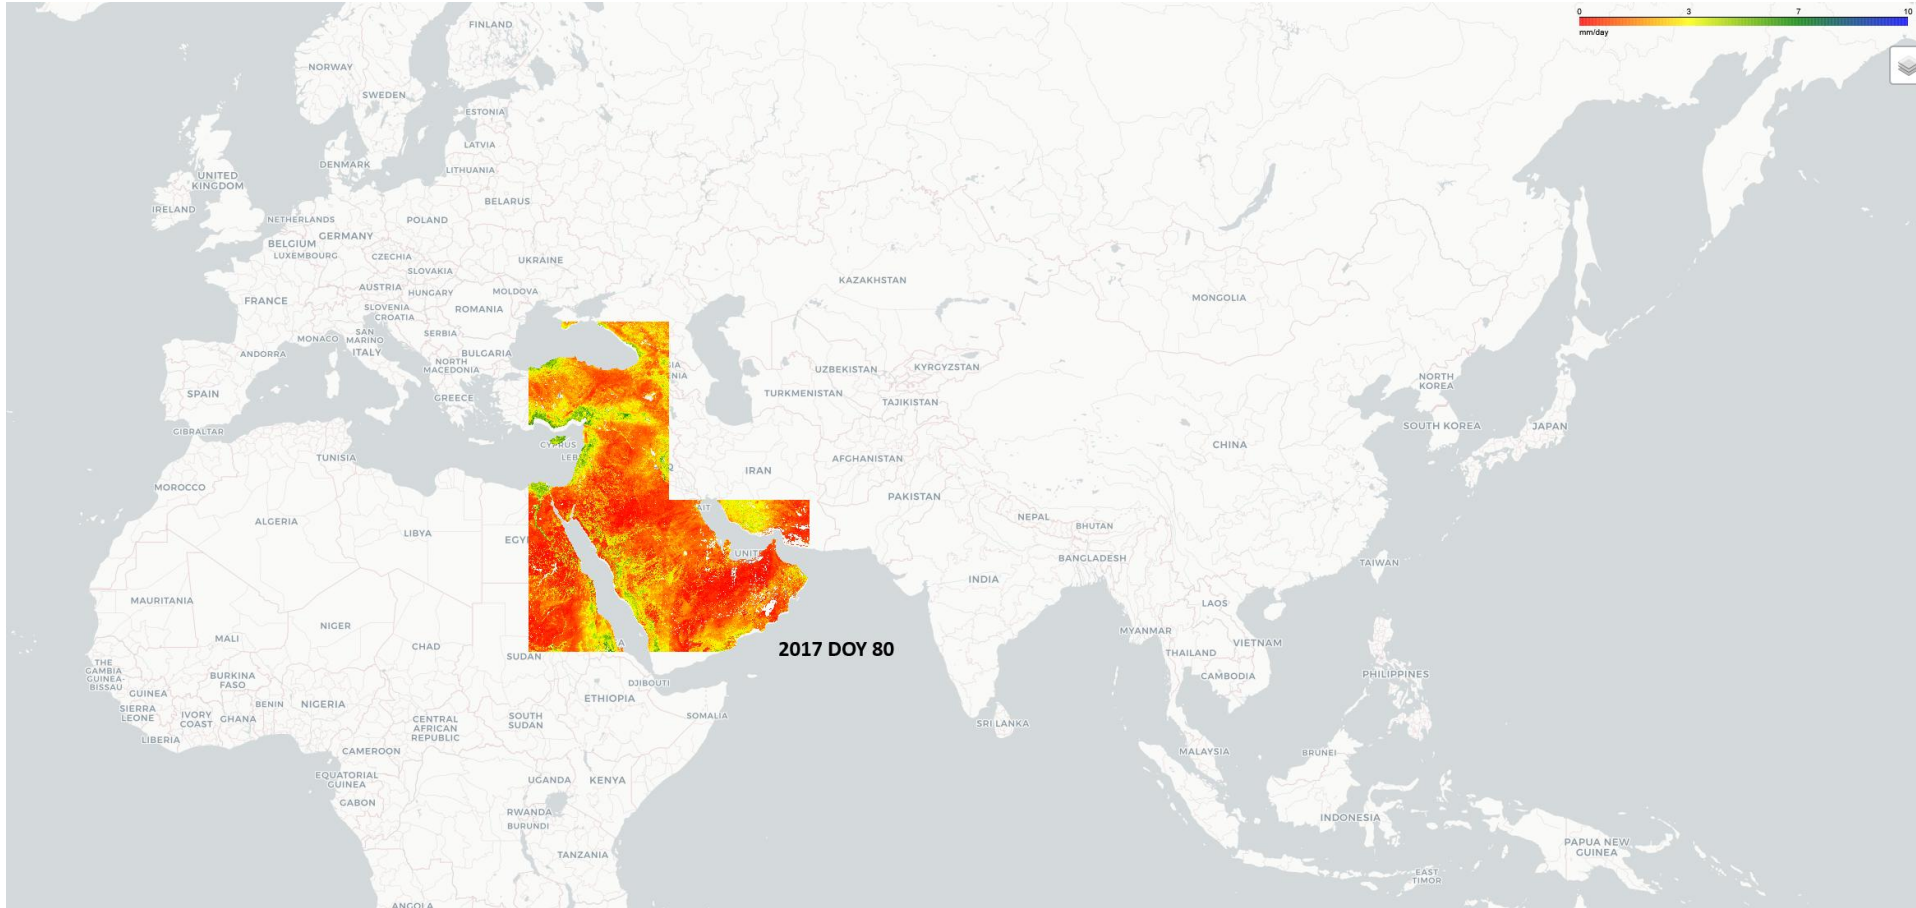 0 3 7 10
mm/day
FINLAND
NORWAY
SWEDEN
ESTONIA
LATVIA
DENMARK
LITHUANIA
UNITED
KINGDOM
IRELAND
BELARUS
NETHERLANDS
POLAND
GERMANY
BELGIUM
LUXEMBOURG
CZECHIA
UKRAINE
SLOVAKIA
AUSTRIA
HUNGARY
MOLDOVA
KAZAKHSTAN
FRANCE
SLOVENIA
CROATIA
ROMANIA
MONGOLIA
SAN
MARINO
SERBIA
MONACO
ITALY
ANDORRA
BULGARIA
NORTH
MACEDONIA
IA
NIA
UZBEKISTAN
KYRGYZSTAN
TURKMENISTAN
TAJIKISTAN
NORTH
KOREA
SPAIN
GREECE
GIBRALTAR
SOUTH KOREA
JAPAN
CYPRUS
LEB
TUNISIA
Q
IRAN
AFGHANISTAN
CHINA
MOROCCO
PAKISTAN
AIT
ALGERIA
LIBYA
EGY
NEPAL
BHUTAN
UNIT
BANGLADESH
TAIWAN
INDIA
MAURITANIA
LAOS
NIGER
MYANMAR
MALI
CHAD
A
VIETNAM
SUDAN
2017 DOY 80
THAILAND
THE
GAMBIA
GUINEA-
BISSAU
BURKINA
FASO
CAMBODIA
PHILIPPINES
DJIBOUTI
GUINEA
BENIN
NIGERIA
ETHIOPIA
SIERRA
LEONE
IVORY
COAST
GHANA
CENTRAL
AFRICAN
REPUBLIC
SOUTH
SUDAN
SOMALIA
SRI LANKA
LIBERIA
CAMEROON
MALAYSIA
BRUNEI
EQUATORIAL
GUINEA
UGANDA
KENYA
GABON
RWANDA
BURUNDI
INDONESIA
TANZANIA
PAPUA NEW
GUINEA
EAST
TIMOR
ANGOLA